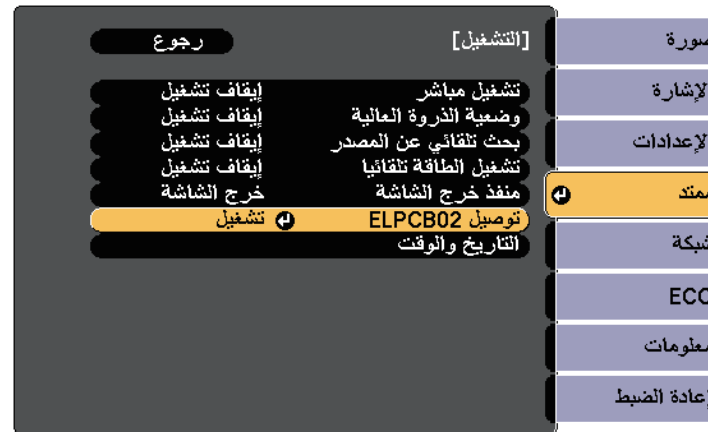 [التشغيل] رجوع
تشغيل مباشر إيقاف تشغيل
وضعية الذروة العالية إيقاف تشغيل
بحث تلقائي عن المصدر إيقاف تشغيل
تشغيل الطاقة تلقائيا إيقاف تشغيل
منفذ خرج الشاشة خرج الشاشة
توصيل ELPCB02 تشغيل
التاريخ والوقت
صورة
الإشارة
الإعدادات
ممتد
شبكة
ECO
معلومات
إعادة الضبط